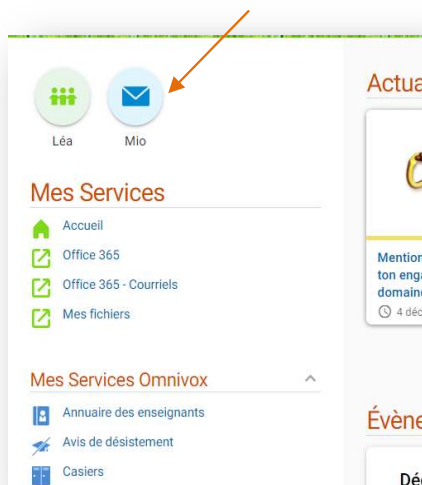 Léa Mio
Mes Services
Accueil
Office 365
Office 365 - Courriels
Mes fichiers
Mes Services Omnivox
Annuaire des enseignants
Avis de désistement
Casiers
Actua
Mention
ton enga
domaine
4 déc
Évène
Déc